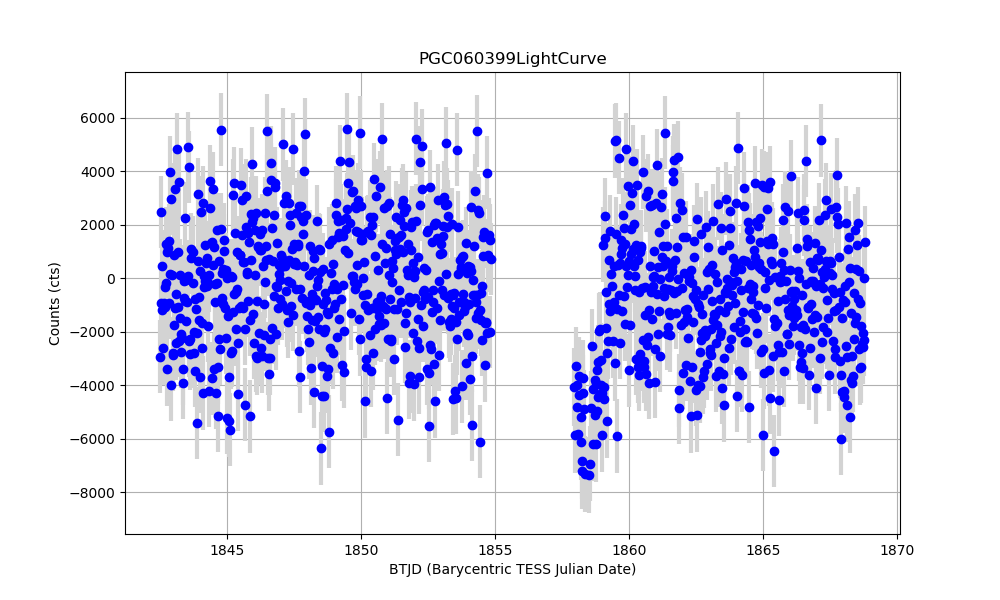 PGC060399LightCurve
Counts (cts)
6000
4000
2000
0
−2000
−4000
−6000
−8000
1845 1850 1855 1860 1865 1870
BTJD (Barycentric TESS Julian Date)